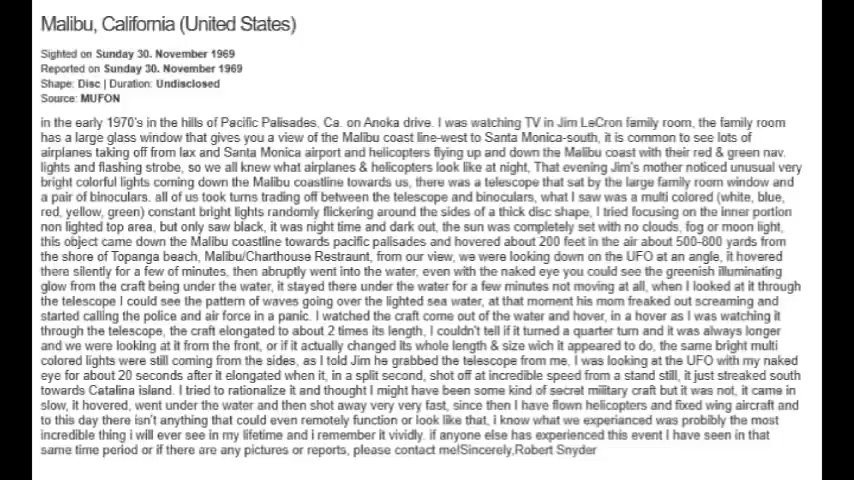 Malibu, California (United States)
Sighted on Sunday 30. November 1969
Reported on Sunday 30. November 1969
Shape: Disc | Duration: Undisclosed
Source: MUFON
in the early 1970's in the hills of Pacific Palisades, Ca. on Anoka drive. I was watching TV in Jim LeCron family room, the family room
has a large glass window that gives you a view of the Malibu coast line-west to Santa Monica-south, it is common to see lots of
airplanes taking off from lax and Santa Monica airport and helicopters flying up and down the Malibu coast with their red & green nav.
lights and flashing strobe, so we all knew what airplanes & helicopters look like at night, That evening Jim's mother noticed unusual very
bright colorful lights coming down the Malibu coastline towards us, there was a telescope that sat by the large family room window and
a pair of binoculars. all of us took turns trading off between the telescope and binoculars, what I saw was a multi colored (white, blue,
red, yellow, green) constant bright lights randomly flickering around the sides of a thick disc shape, I tried focusing on the inner portion
non lighted top area, but only saw black, it was night time and dark out, the sun was completely set with no clouds, fog or moon light,
this object came down the Malibu coastline towards pacific palisades and hovered about 200 feet in the air about 500-800 yards from
the shore of Topanga beach, Malibu/Charthouse Restraunt, from our view, we were looking down on the UFO at an angle, it hovered
there silently for a few of minutes, then abruptly went into the water, even with the naked eye you could see the greenish illuminating
glow from the craft being under the water, it stayed there under the water for a few minutes not moving at all, when I looked at it through
the telescope I could see the pattern of waves going over the lighted sea water, at that moment his mom freaked out screaming and
started calling the police and air force in a panic. I watched the craft come out of the water and hover, in a hover as I was watching it
through the telescope, the craft elongated to about 2 times its length, I couldn't tell if it turned a quarter turn and it was always longer
and we were looking at it from the front, or if it actually changed its whole length & size wich it appeared to do, the same bright multi
colored lights were still coming from the sides, as I told Jim he grabbed the telescope from me, I was looking at the UFO with my naked
eye for about 20 seconds after it elongated when it, in a split second, shot off at incredible speed from a stand still, it just streaked south
towards Catalina island. I tried to rationalize it and thought I might have been some kind of secret military craft but it was not, it came in
slow, it hovered, went under the water and then shot away very very fast, since then I have flown helicopters and fixed wing aircraft and
to this day there isn't anything that could even remotely function or look like that, i know what we experianced was probibly the most
incredible thing i will ever see in my lifetime and i remember it vividly. if anyone else has experienced this event I have seen in that
same time period or if there are any pictures or reports, please contact me!Sincerely,Robert Snyder